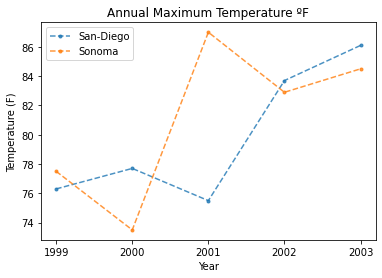 Annual Maximum Temperature ºF
San-Diego
Sonoma
Temperature (F)
86
84
82
80
78
76
74
1999 2000 2001 2002 2003
Year